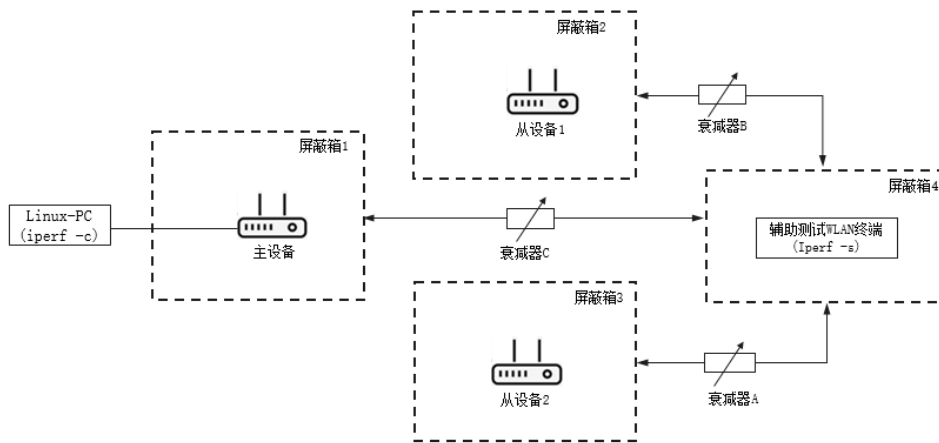 屏蔽箱2
从设备1
衰减器B
屏蔽箱1
屏蔽箱4
Linux-PC
(iperf -c)
主设备
衰减器C
辅助测试WLAN终端
(Iperf -s)
屏蔽箱3
从设备2
衰减器A